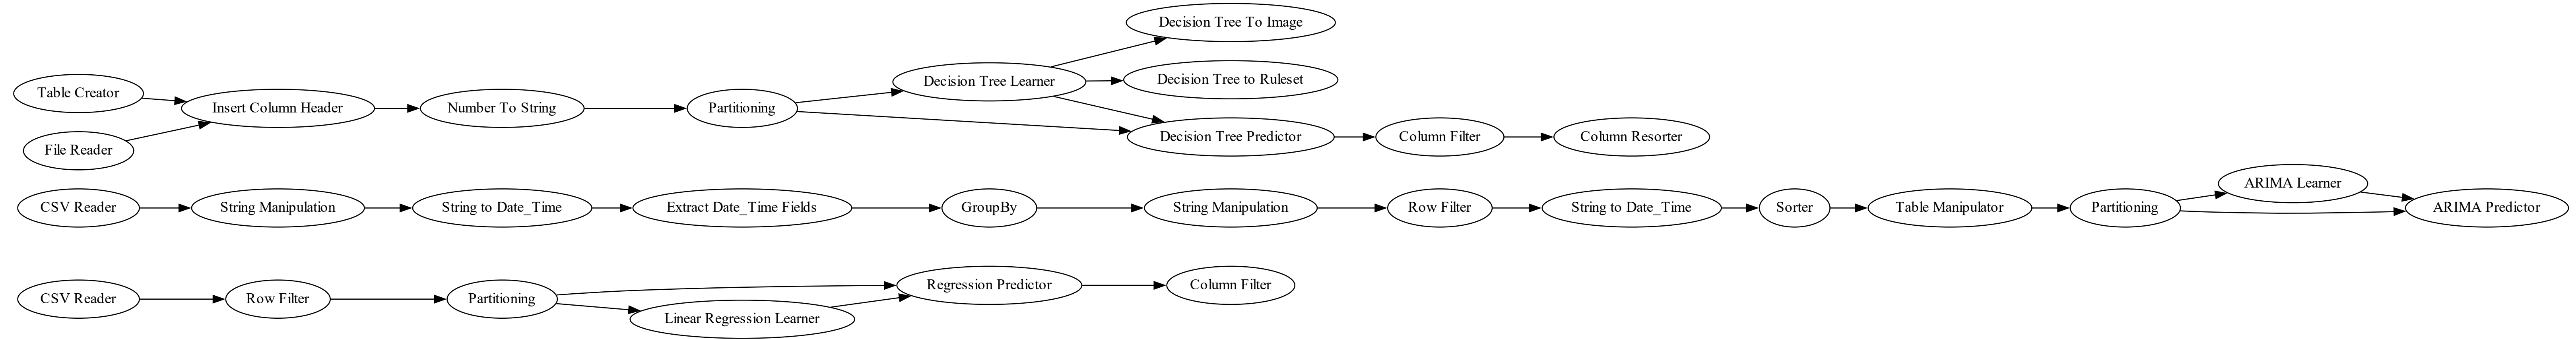 Decision Tree To Image
Decision Tree Learner
Decision Tree to Ruleset
Table Creator
Insert Column Header
Number To String
Partitioning
File Reader
Decision Tree Predictor
Column Filter
Column Resorter
CSV Reader
String Manipulation
String to Date_Time
Extract Date_Time Fields
GroupBy
String Manipulation
Row Filter
String to Date_Time
Sorter
Table Manipulator
Partitioning
ARIMA Learner
ARIMA Predictor
CSV Reader
Row Filter
Partitioning
Linear Regression Learner
Regression Predictor
Column Filter